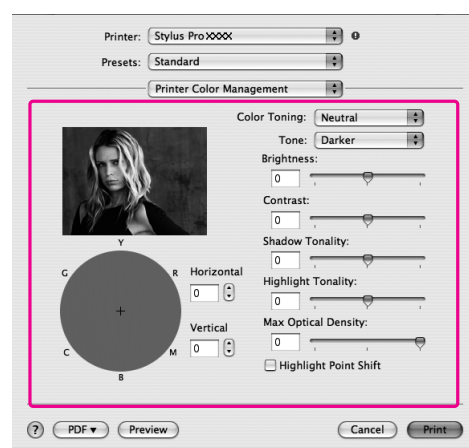 Printer: Stylus Pro XXXX
Presets: Standard
Printer Color Management
Color Toning: Neutral
Tone: Darker
Brightness:
0
Contrast:
0
Shadow Tonality:
0
Highlight Tonality:
0
Max Optical Density:
0
Highlight Point Shift
Y
G R
C M
B
Horizontal
0
Vertical
0
? PDF Preview Cancel Print